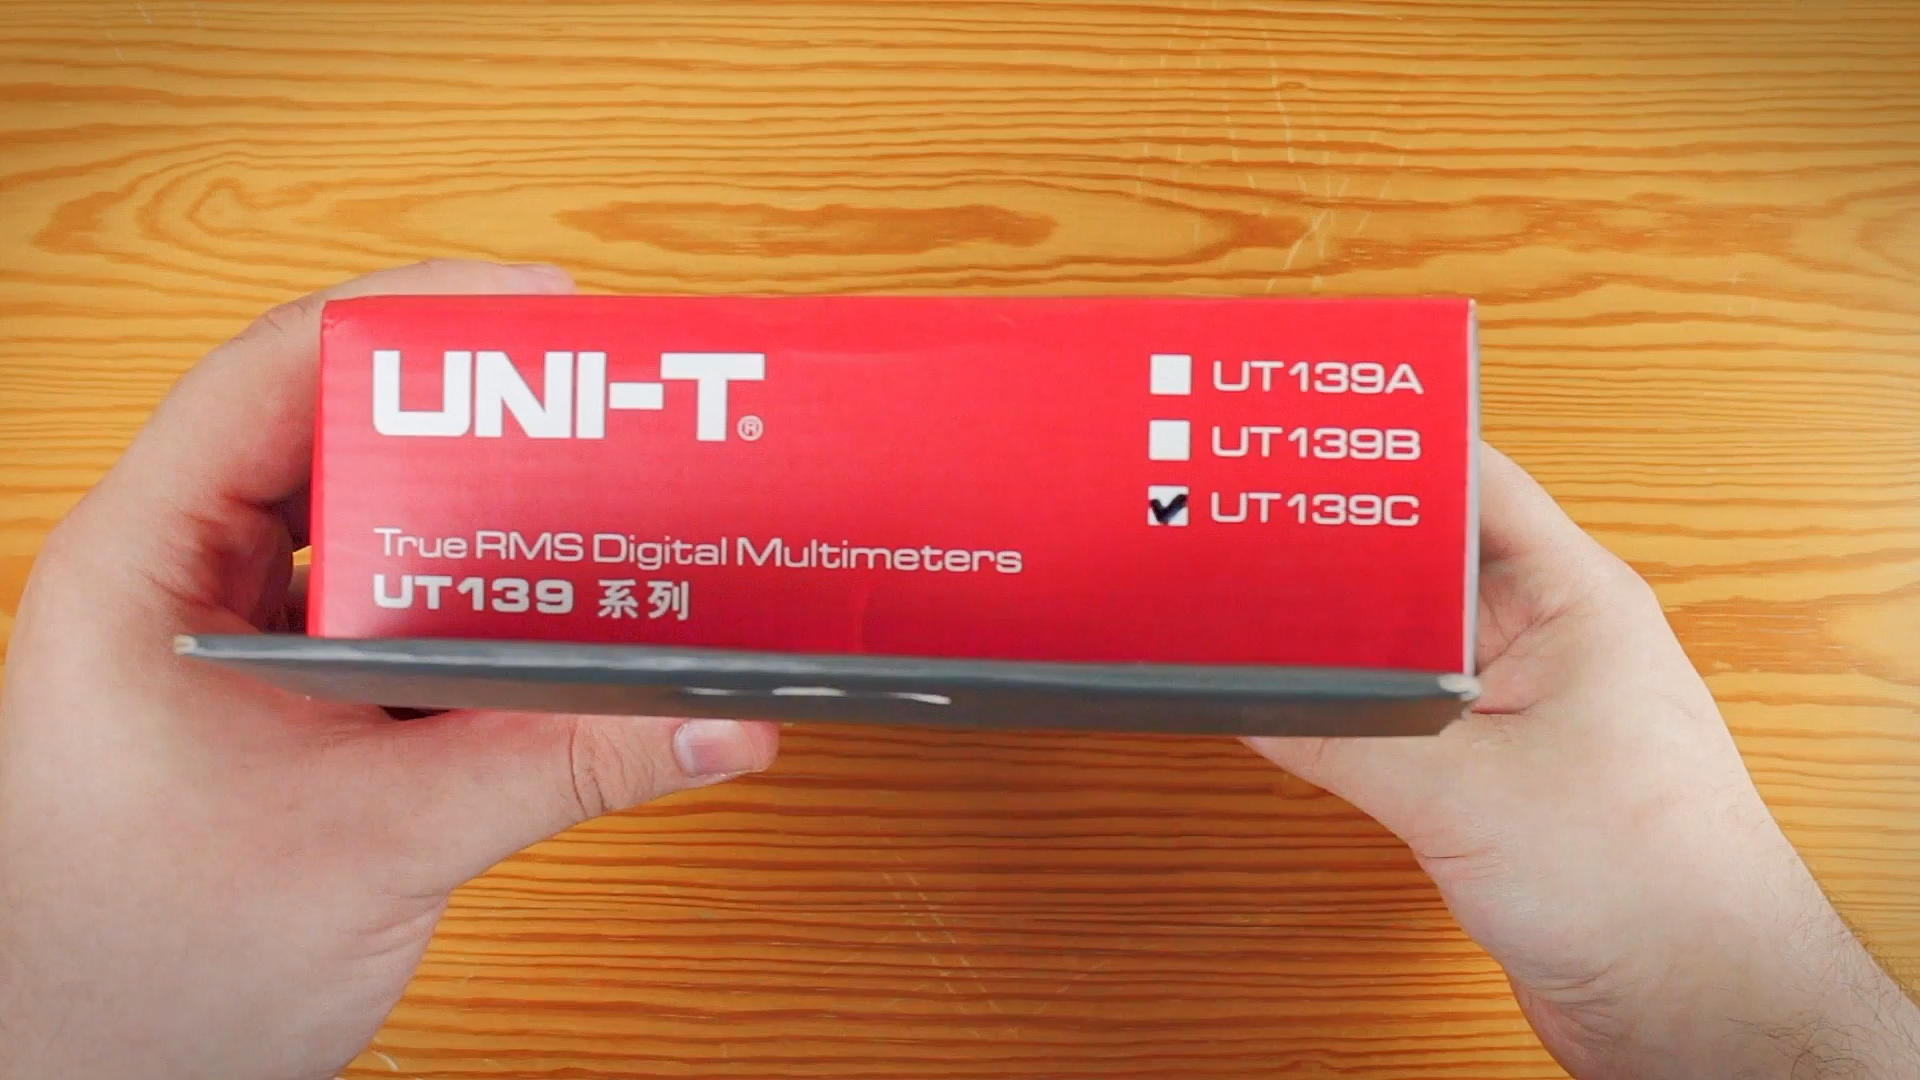 UNI-T®
True RMS Digital Multimeters
UT139 系列
UT139A
UT139B
UT139C